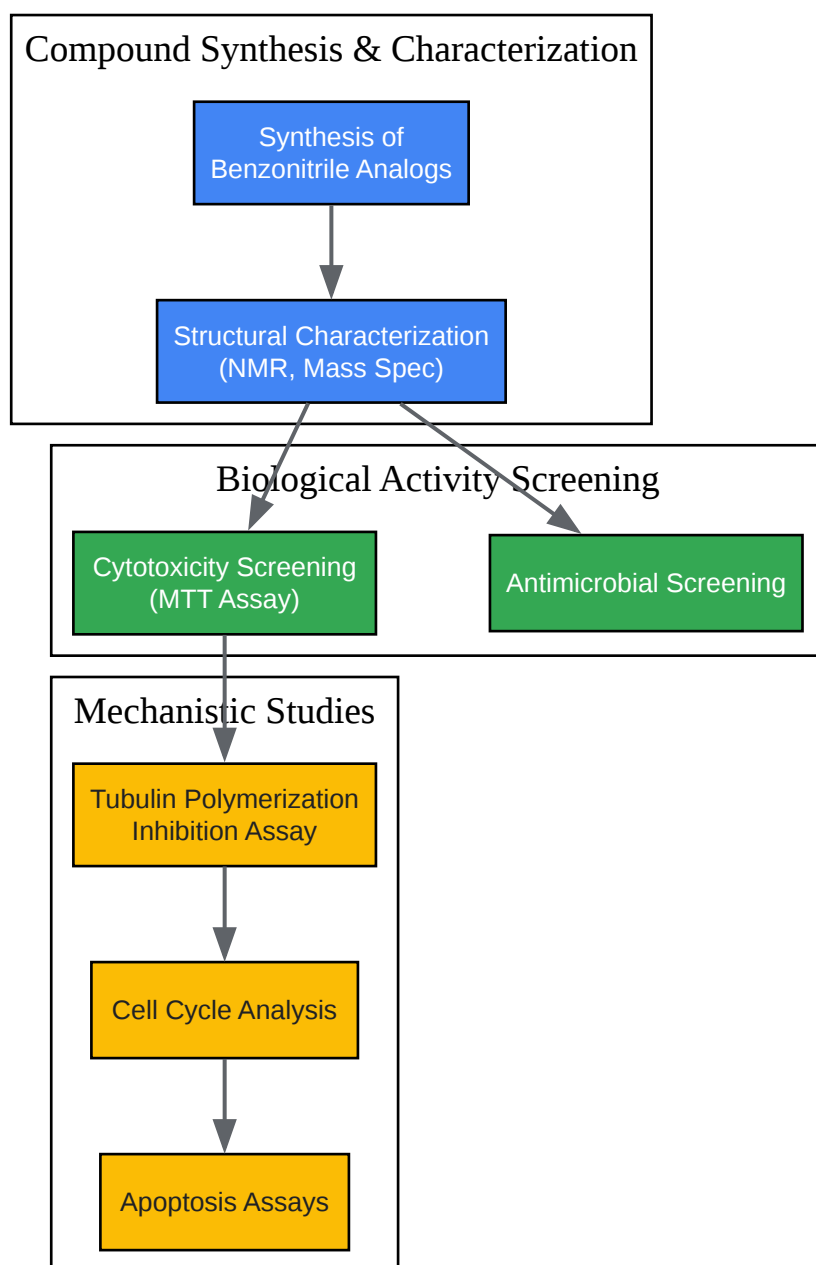 Compound Synthesis & Characterization
Synthesis of
Benzonitrile Analogs
Structural Characterization
(NMR, Mass Spec)
Biological Activity Screening
Cytotoxicity Screening
(MTT Assay)
Antimicrobial Screening
Mechanistic Studies
Tubulin Polymerization
Inhibition Assay
Cell Cycle Analysis
Apoptosis Assays